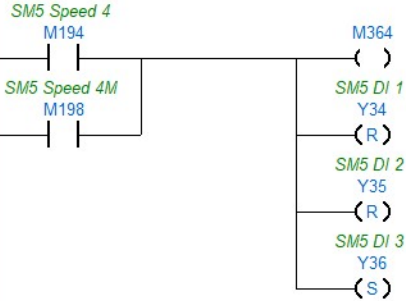 SM5 Speed 4
M194
M364
SM5 Speed 4M
M198
SM5 DI 1
Y34
R
SM5 DI 2
Y35
R
SM5 DI 3
Y36
S